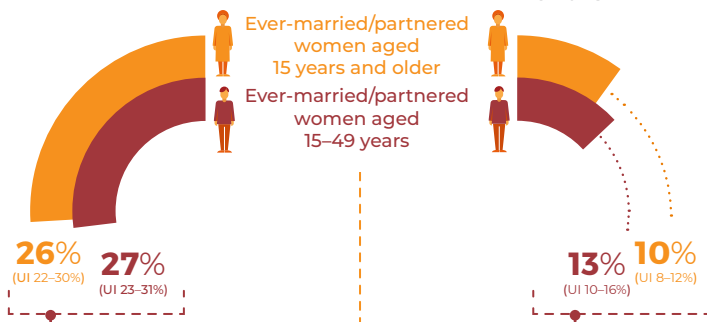 Ever-married/partnered
women aged
15 years and older
Ever-married/partnered
women aged
15–49 years
26%
(UI 22–30%)
27%
(UI 23–31%)
13%
(UI 10–16%)
10%
(UI 8–12%)